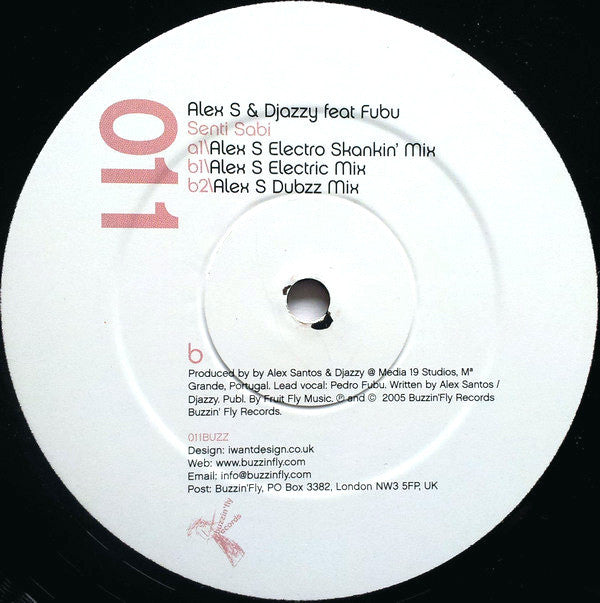 011
Alex S & Djazzy feat Fubu
Senti Sabi
a1\Alex S Electro Skankin' Mix
b1\Alex S Electric Mix
b2\Alex S Dubzz Mix
b
Produced by by Alex Santos & Djazzy @ Media 19 Studios, Mª
Grande, Portugal. Lead vocal: Pedro Fubu. Written by Alex Santos /
Djazzy. Publ. By Fruit Fly Music. ℗ and © 2005 Buzzin'Fly Records
Buzzin' Fly Records.
011BUZZ
Design: iwantdesign.co.uk
Web: www.buzzinfly.com
Email: info@buzzinfly.com
Post: Buzzin'Fly, PO Box 3382, London NW3 5FP, UK
buzzin'fly
records